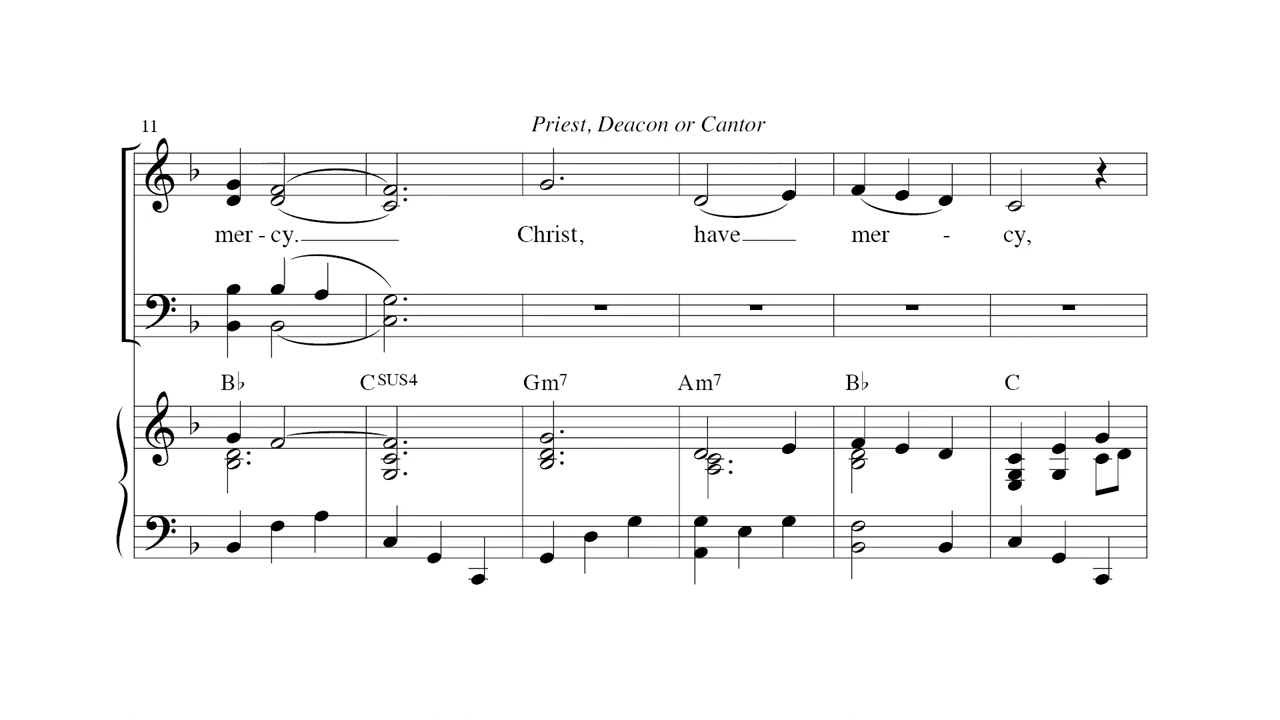 11
Priest, Deacon or Cantor
mer - cy. Christ, have mer - cy,
B♭ CSUS4 Gm7 Am7 B♭ C